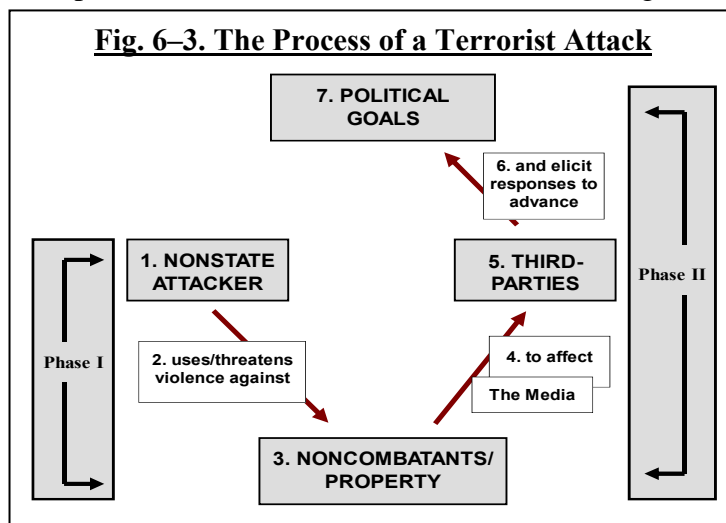 Fig. 6–3. The Process of a Terrorist Attack
7. POLITICAL
GOALS
6. and elicit
responses to
advance
1. NONSTATE
ATTACKER
5. THIRD-
PARTIES
Phase I
Phase II
2. uses/threatens
violence against
4. to affect
The Media
3. NONCOMBATANTS/
PROPERTY